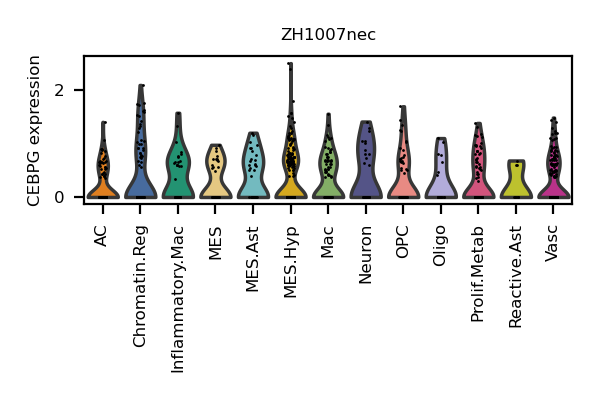 ZH1007nec
CEBPG expression
2
0
AC
Chromatin.Reg
Inflammatory.Mac
MES
MES.Ast
MES.Hyp
Mac
Neuron
OPC
Oligo
Prolif.Metab
Reactive.Ast
Vasc